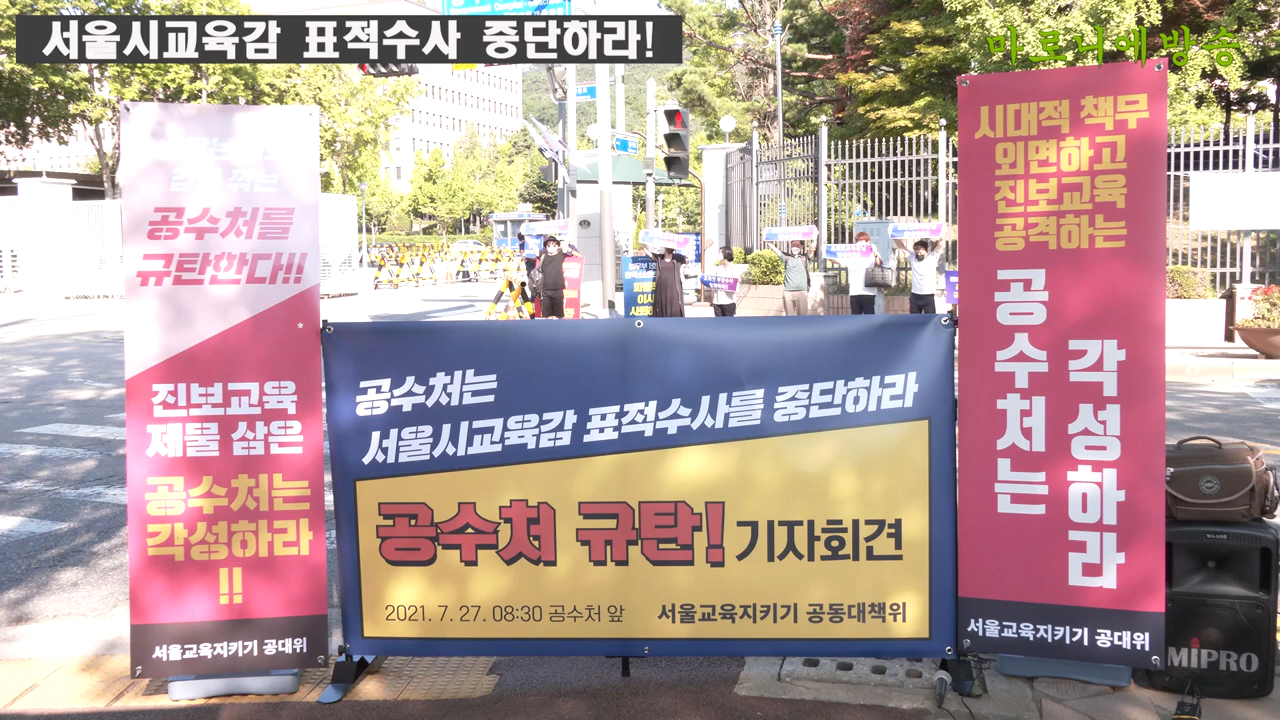 서울시교육감 표적수사 중단하라!
마로니에방송
공수처를
규탄한다!!
진보교육
제물 삼은
공수처는
각성하라
!!
서울교육지키기 공대위
공수처는
서울시교육감 표적수사를 중단하라
공수처 규탄! 기자회견
2021. 7. 27. 08:30 공수처 앞 서울교육지키기 공동대책위
시대적 책무
외면하고
진보교육
공격하는
공수처는
각성하라
서울교육지키기 공대위
MIPRO